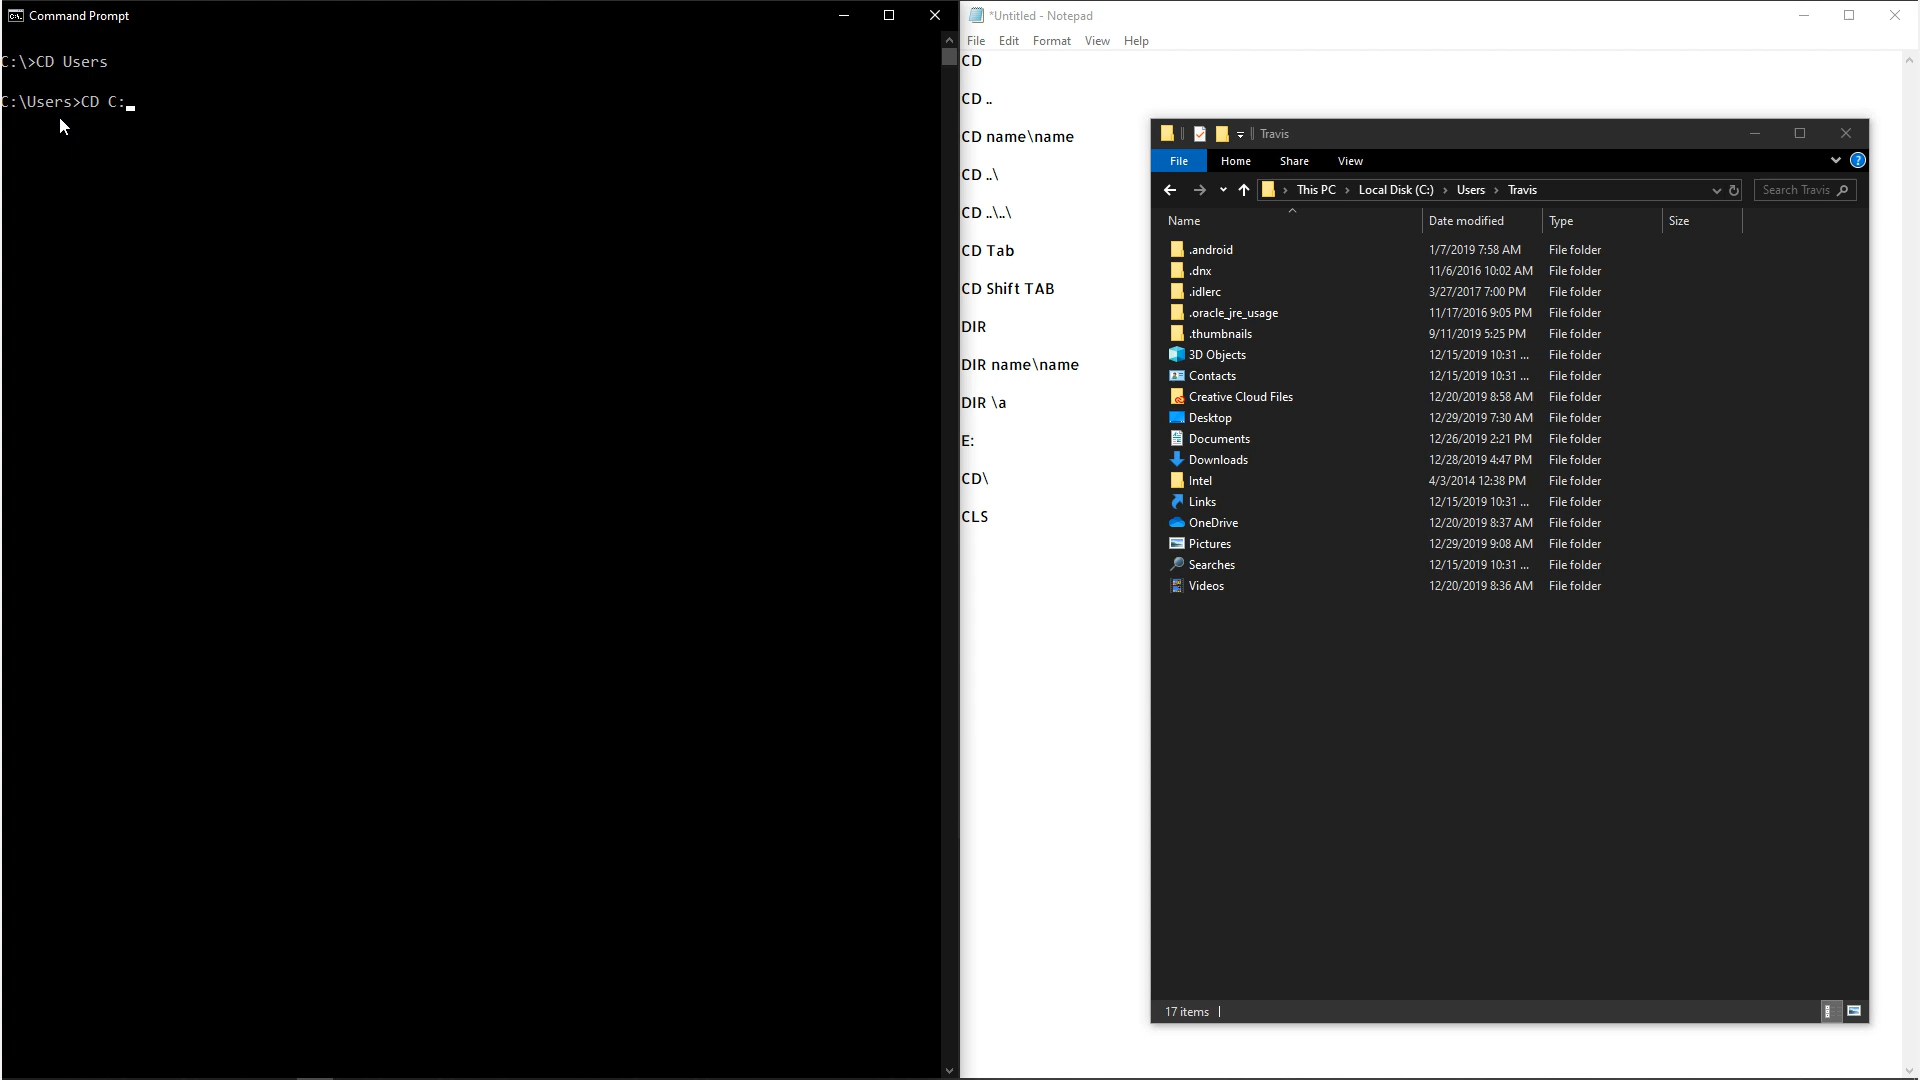 Command Prompt
C:\>CD Users
C:\Users>CD C:
*Untitled - Notepad
File Edit Format View Help
CD
CD ..
CD name\name
CD ..\
CD ..\..\
CD Tab
CD Shift TAB
DIR
DIR name\name
DIR \a
E:
CD\
CLS
Travis
File Home Share View
This PC > Local Disk (C:) > Users > Travis
Search Travis
Name Date modified Type Size
.android 1/7/2019 7:58 AM File folder
.dnx 11/6/2016 10:02 AM File folder
.idlerc 3/27/2017 7:00 PM File folder
.oracle_jre_usage 11/17/2016 9:05 PM File folder
.thumbnails 9/11/2019 5:25 PM File folder
3D Objects 12/15/2019 10:31 ... File folder
Contacts 12/15/2019 10:31 ... File folder
Creative Cloud Files 12/20/2019 8:58 AM File folder
Desktop 12/29/2019 7:30 AM File folder
Documents 12/26/2019 2:21 PM File folder
Downloads 12/28/2019 4:47 PM File folder
Intel 4/3/2014 12:38 PM File folder
Links 12/15/2019 10:31 ... File folder
OneDrive 12/20/2019 8:37 AM File folder
Pictures 12/29/2019 9:08 AM File folder
Searches 12/15/2019 10:31 ... File folder
Videos 12/20/2019 8:36 AM File folder
17 items